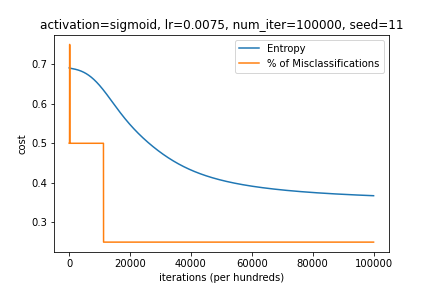 activation=sigmoid, lr=0.0075, num_iter=100000, seed=11
Entropy
% of Misclassifications
cost
0.7
0.6
0.5
0.4
0.3
0 20000 40000 60000 80000 100000
iterations (per hundreds)